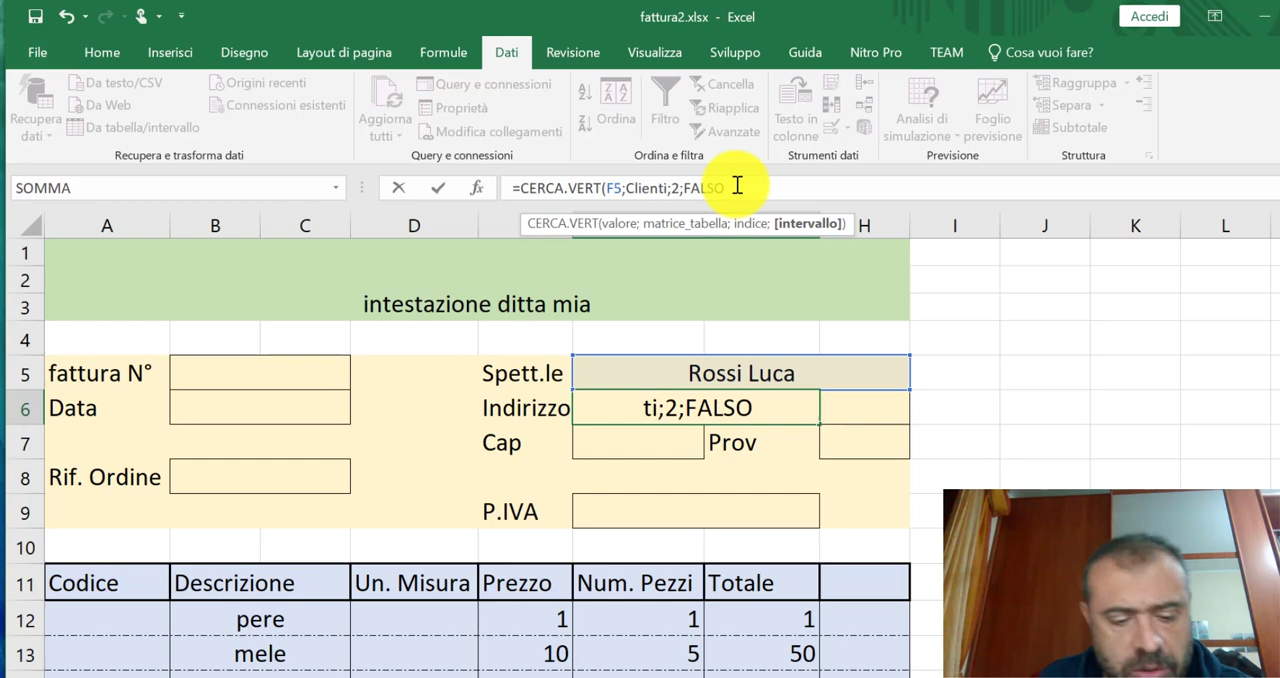 fattura2.xlsx - Excel
Accedi
File Home Inserisci Disegno Layout di pagina Formule Dati Revisione Visualizza Sviluppo Guida Nitro Pro TEAM Cosa vuoi fare?
Recupera dati
Da testo/CSV
Da Web
Da tabella/intervallo
Origini recenti
Connessioni esistenti
Aggiorna tutti
Query e connessioni
Proprietà
Modifica collegamenti
Ordina
Filtro
Cancella
Riapplica
Avanzate
Testo in colonne
Analisi di simulazione
Foglio previsione
Raggruppa
Separa
Subtotale
Recupera e trasforma dati Query e connessioni Ordina e filtra Strumenti dati Previsione Struttura
SOMMA fx =CERCA.VERT(F5;Clienti;2;FALSO
CERCA.VERT(valore; matrice_tabella; indice; [intervallo])
A B C D H I J K L
1
2
3 intestazione ditta mia
4
5 fattura N° Spett.le Rossi Luca
6 Data Indirizzo ti;2;FALSO
7 Cap Prov
8 Rif. Ordine
9 P.IVA
10
11 Codice Descrizione Un. Misura Prezzo Num. Pezzi Totale
12 pere 1 1 1
13 mele 10 5 50